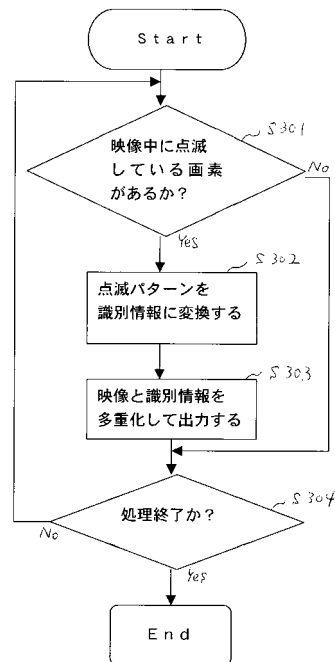 Start
S301
映像中に点滅
している画素
があるか？
No
Yes
S302
点滅パターンを
識別情報に変換する
S303
映像と識別情報を
多重化して出力する
S304
処理終了か？
No
Yes
End